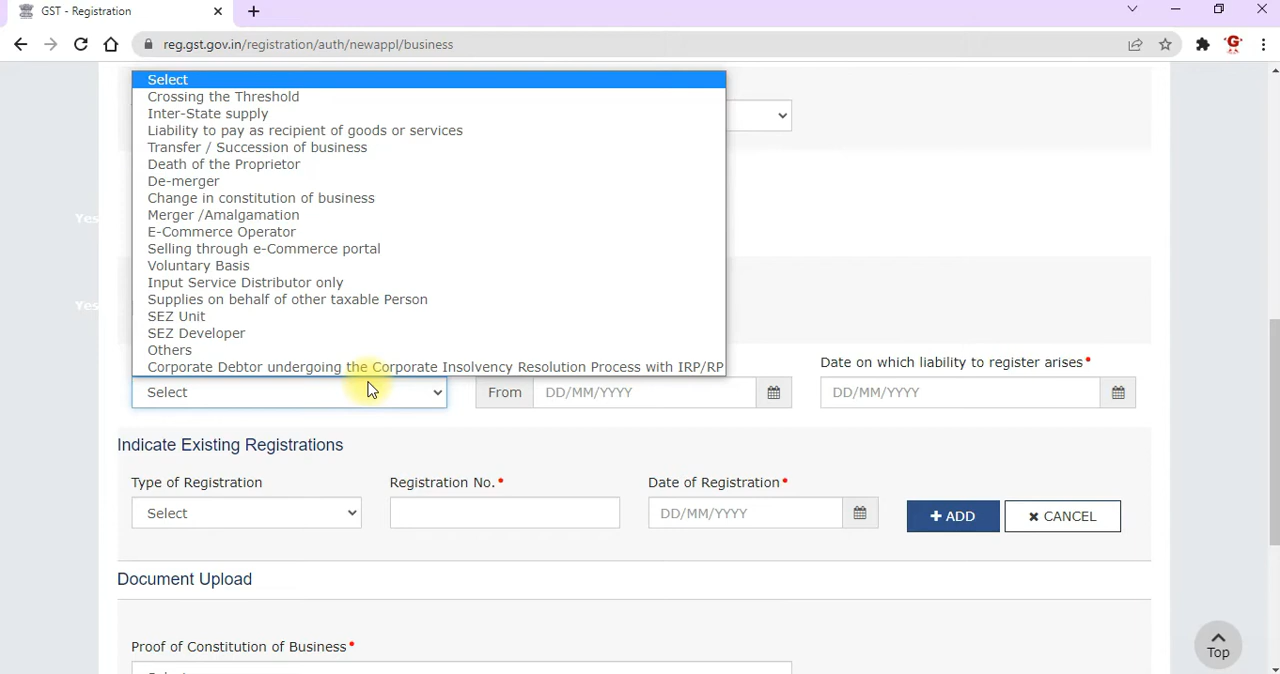 GST - Registration
reg.gst.gov.in/registration/auth/newappl/business
Select
Crossing the Threshold
Inter-State supply
Liability to pay as recipient of goods or services
Transfer / Succession of business
Death of the Proprietor
De-merger
Change in constitution of business
Merger /Amalgamation
E-Commerce Operator
Selling through e-Commerce portal
Voluntary Basis
Input Service Distributor only
Supplies on behalf of other taxable Person
SEZ Unit
SEZ Developer
Others
Corporate Debtor undergoing the Corporate Insolvency Resolution Process with IRP/RP
Yes
Yes
Date on which liability to register arises*
Select
From
DD/MM/YYYY
DD/MM/YYYY
Indicate Existing Registrations
Type of Registration
Registration No.*
Date of Registration*
Select
DD/MM/YYYY
+ ADD
× CANCEL
Document Upload
Proof of Constitution of Business*
Top